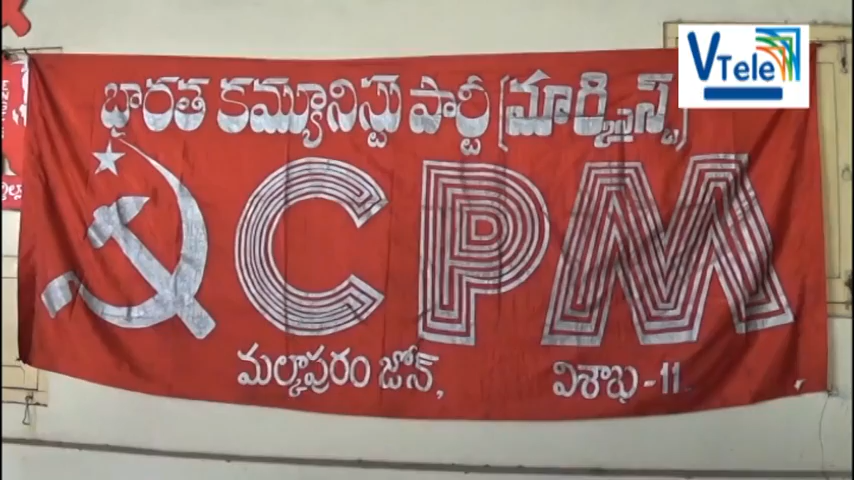 VTele
భారత కమ్యూనిస్టు పార్టీ (మార్క్సిస్ట్)
CPM
మల్కాపురం జోన్, విశాఖ-11.